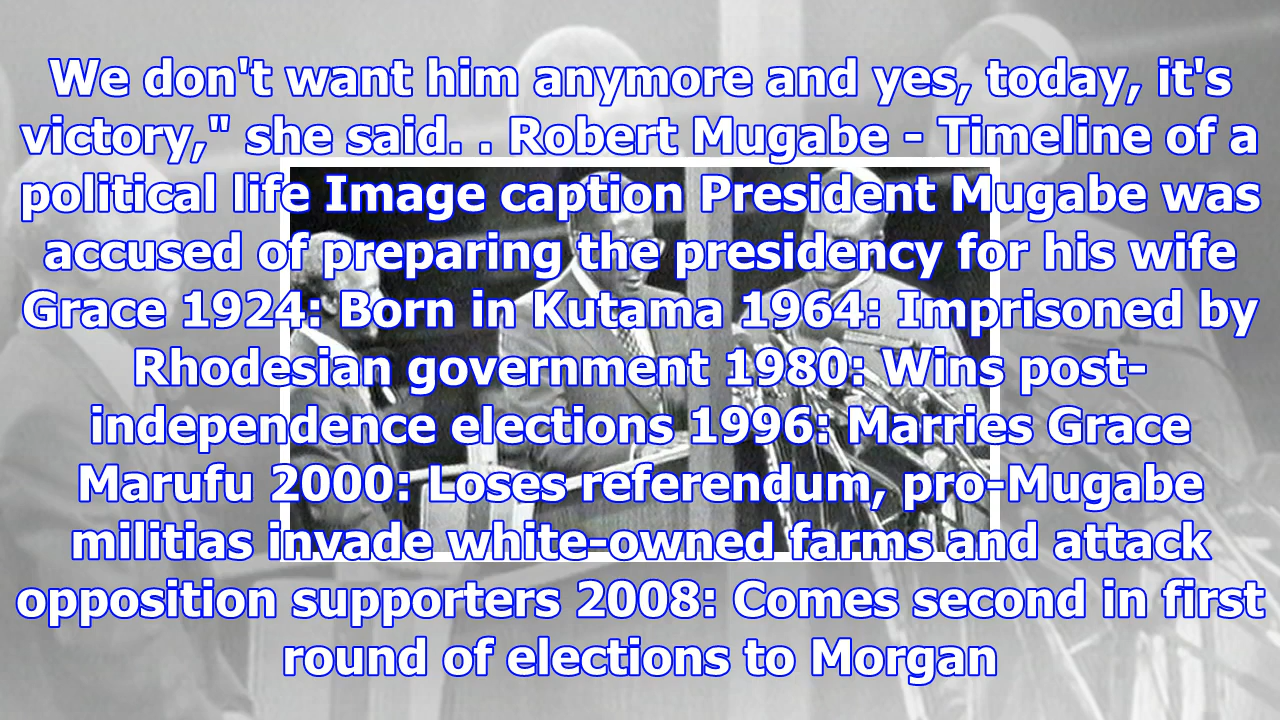 We don't want him anymore and yes, today, it's
victory," she said. . Robert Mugabe - Timeline of a
political life Image caption President Mugabe was
accused of preparing the presidency for his wife
Grace 1924: Born in Kutama 1964: Imprisoned by
Rhodesian government 1980: Wins post-
independence elections 1996: Marries Grace
Marufu 2000: Loses referendum, pro-Mugabe
militias invade white-owned farms and attack
opposition supporters 2008: Comes second in first
round of elections to Morgan